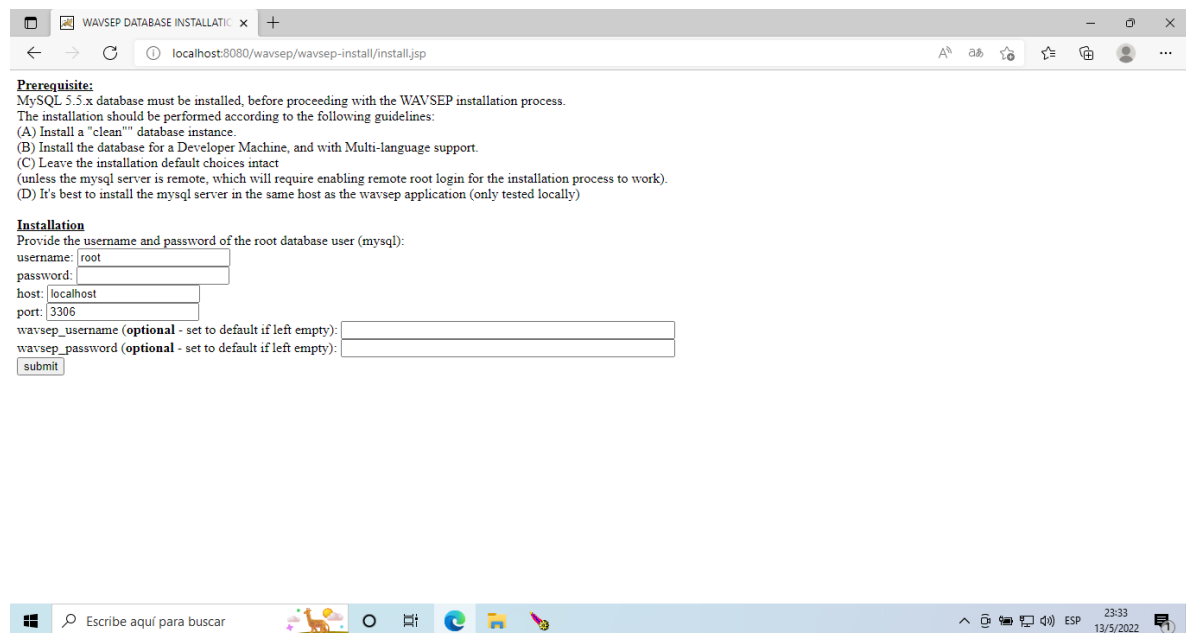 WAVSEP DATABASE INSTALLATIC
localhost:8080/wavsep/wavsep-install/install.jsp
Prerequisite:
MySQL 5.5.x database must be installed, before proceeding with the WAVSEP installation process.
The installation should be performed according to the following guidelines:
(A) Install a "clean"" database instance.
(B) Install the database for a Developer Machine, and with Multi-language support.
(C) Leave the installation default choices intact
(unless the mysql server is remote, which will require enabling remote root login for the installation process to work).
(D) It's best to install the mysql server in the same host as the wavsep application (only tested locally)
Installation
Provide the username and password of the root database user (mysql):
username: root
password:
host: localhost
port: 3306
wavsep_username (optional - set to default if left empty):
wavsep_password (optional - set to default if left empty):
submit
Escribe aquí para buscar
ESP
23:33
13/5/2022
1